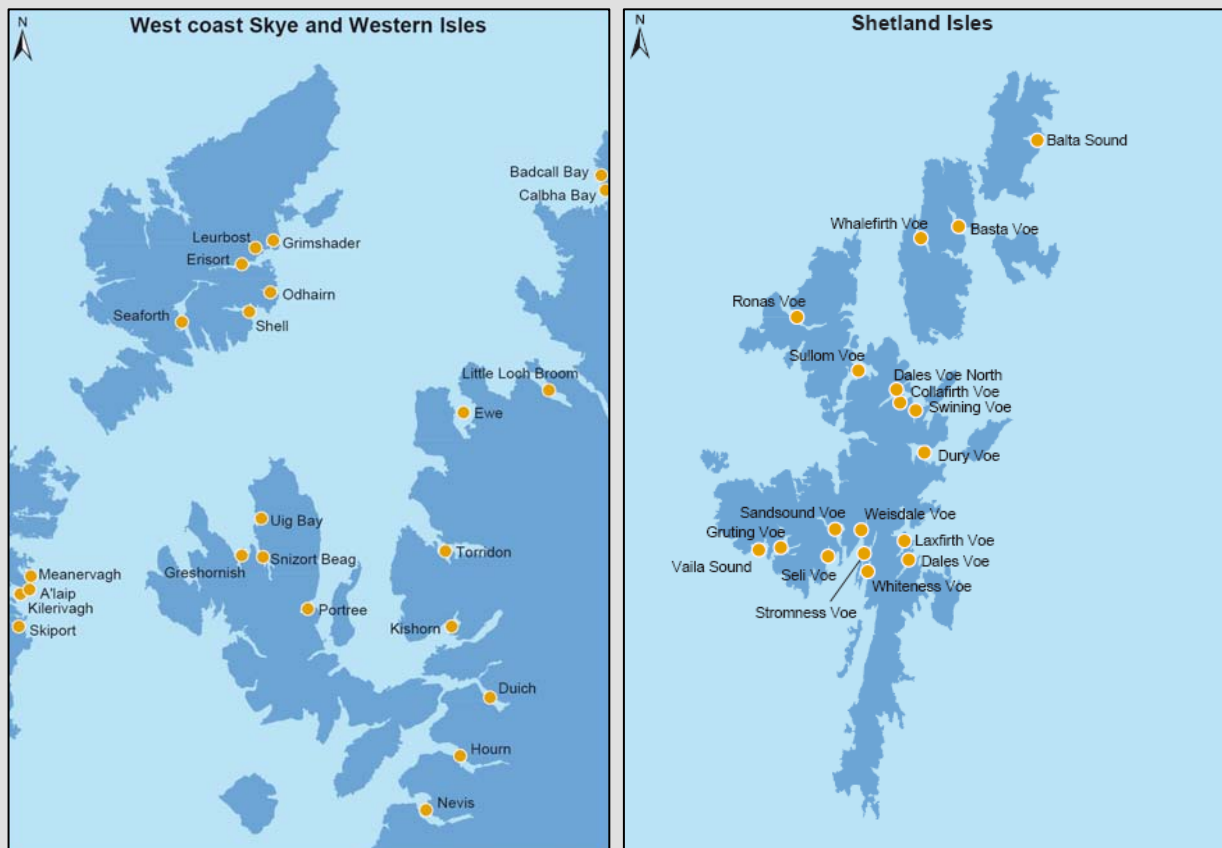 West coast Skye and Western Isles
N
Badcall Bay
Calbha Bay
Leurbost
Grimshader
Erisort
Odhairn
Seaforth
Shell
Little Loch Broom
Ewe
Uig Bay
Torridon
Greshornish
Snizort Beag
Meanervagh
A'laip
Kilerivagh
Portree
Skiport
Kishorn
Duich
Hourn
Nevis
Shetland Isles
N
Balta Sound
Whalefirth Voe
Basta Voe
Ronas Voe
Sullom Voe
Dales Voe North
Collafirth Voe
Swining Voe
Dury Voe
Sandsound Voe
Weisdale Voe
Gruting Voe
Laxfirth Voe
Vaila Sound
Seli Voe
Dales Voe
Whiteness Voe
Stromness Voe